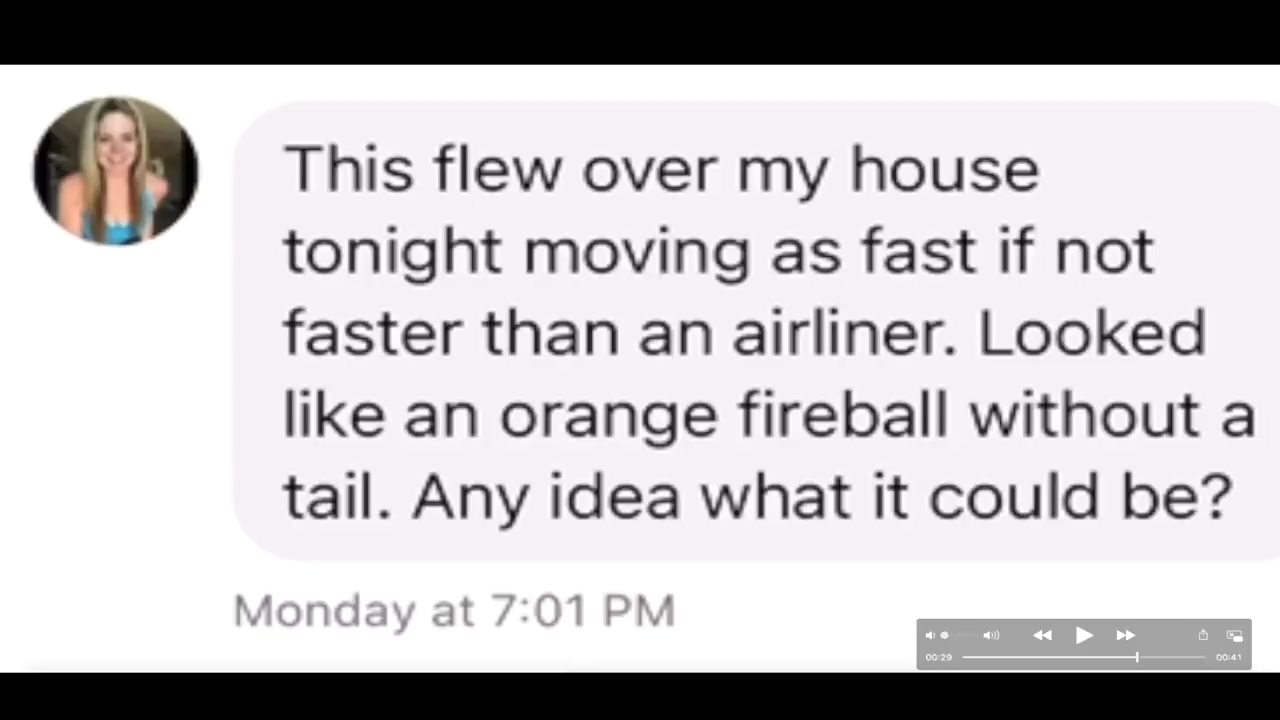 This flew over my house
tonight moving as fast if not
faster than an airliner. Looked
like an orange fireball without a
tail. Any idea what it could be?
Monday at 7:01 PM
00:29
00:41